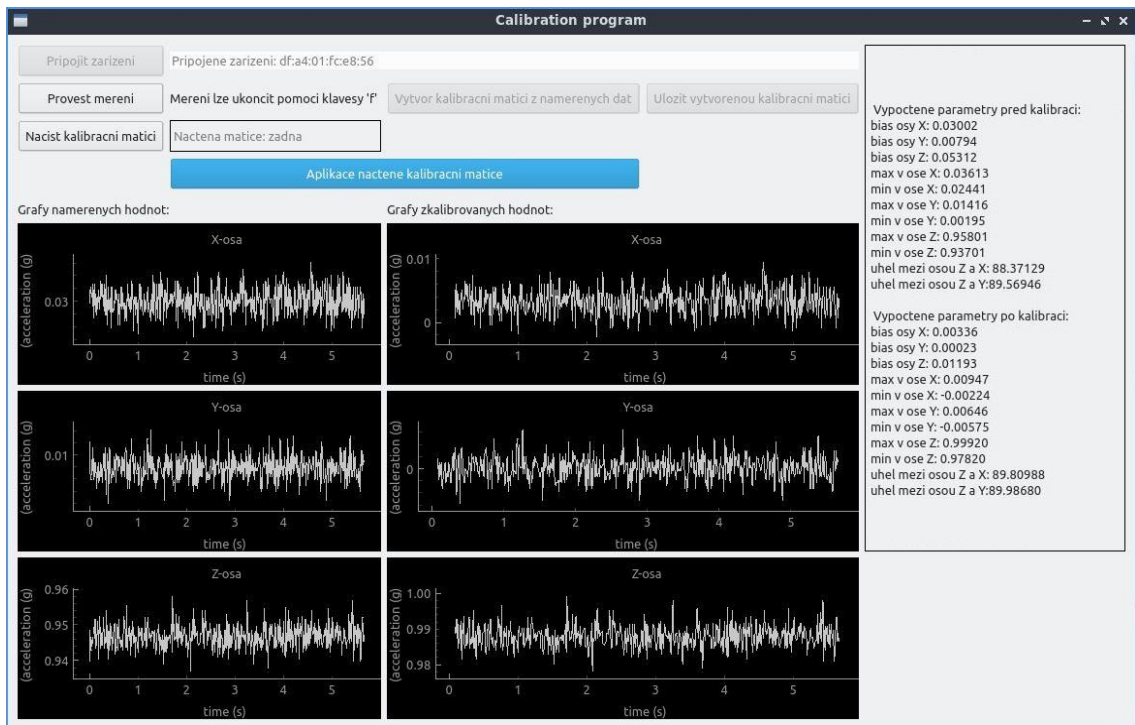 Calibration program
Pripojit zarizeni
Pripojene zarizeni: df:a4:01:fc:e8:56
Provest mereni
Mereni lze ukoncit pomoci klavesy 'f'
Vytvor kalibracni matici z namerenych dat
Ulozit vytvorenou kalibracni matici
Nacist kalibracni matici
Nactena matice: zadna
Aplikace nactene kalibracni matice
Grafy namerenych hodnot:
X-osa
(acceleration (g)
0.03
0 1 2 3 4 5
time (s)
Y-osa
(acceleration (g)
0.01
0 1 2 3 4 5
time (s)
Z-osa
(acceleration (g)
0.96
0.95
0.94
0 1 2 3 4 5
time (s)
Grafy zkalibrovanych hodnot:
X-osa
(acceleration (g)
0.01
0
0 1 2 3 4 5
time (s)
Y-osa
(acceleration (g)
0
0 1 2 3 4 5
time (s)
Z-osa
(acceleration (g)
1.00
0.99
0.98
0 1 2 3 4 5
time (s)
Vypoctene parametry pred kalibraci:
bias osy X: 0.03002
bias osy Y: 0.00794
bias osy Z: 0.05312
max v ose X: 0.03613
min v ose X: 0.02441
max v ose Y: 0.01416
min v ose Y: 0.00195
max v ose Z: 0.95801
min v ose Z: 0.93701
uhel mezi osou Z a X: 88.37129
uhel mezi osou Z a Y:89.56946
Vypoctene parametry po kalibraci:
bias osy X: 0.00336
bias osy Y: 0.00023
bias osy Z: 0.01193
max v ose X: 0.00947
min v ose X: -0.00224
max v ose Y: 0.00646
min v ose Y: -0.00575
max v ose Z: 0.99920
min v ose Z: 0.97820
uhel mezi osou Z a X: 89.80988
uhel mezi osou Z a Y:89.98680